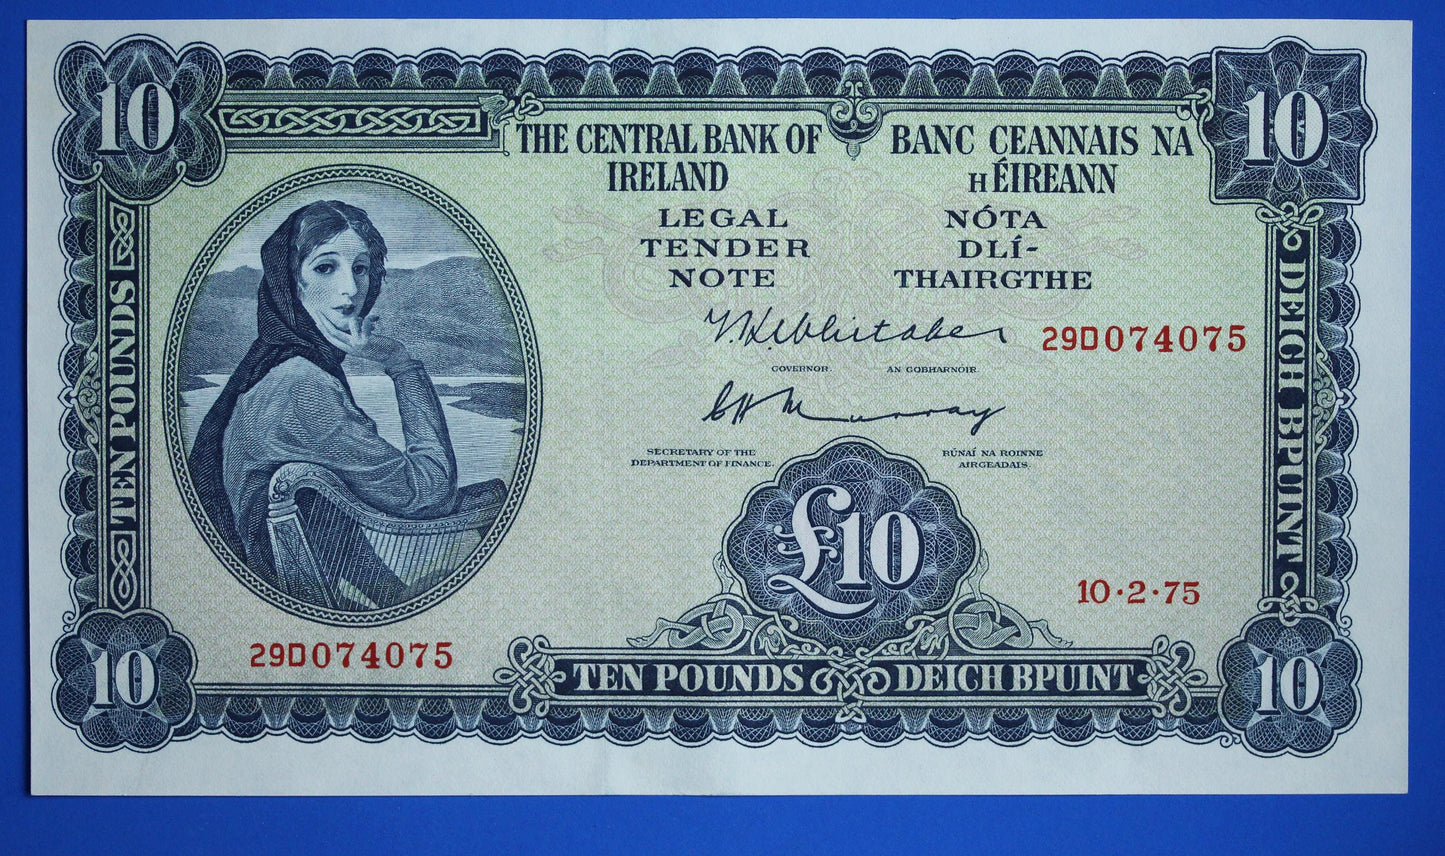 10
10
THE CENTRAL BANK OF
IRELAND
BANC CEANNAIS NA
hÉIREANN
LEGAL
TENDER
NOTE
NÓTA
DLÍ-
THAIRGTHE
T.K. Whitaker
29D074075
GOVERNOR.
AN GOBHARNÓIR.
C H Murray
SECRETARY OF THE
DEPARTMENT OF FINANCE.
RÚNAÍ NA ROINNE
AIRGEADAIS.
TEN POUNDS
DEICH BPUINT
£10
10·2·75
29D074075
TEN POUNDS
DEICH BPUINT
10
10